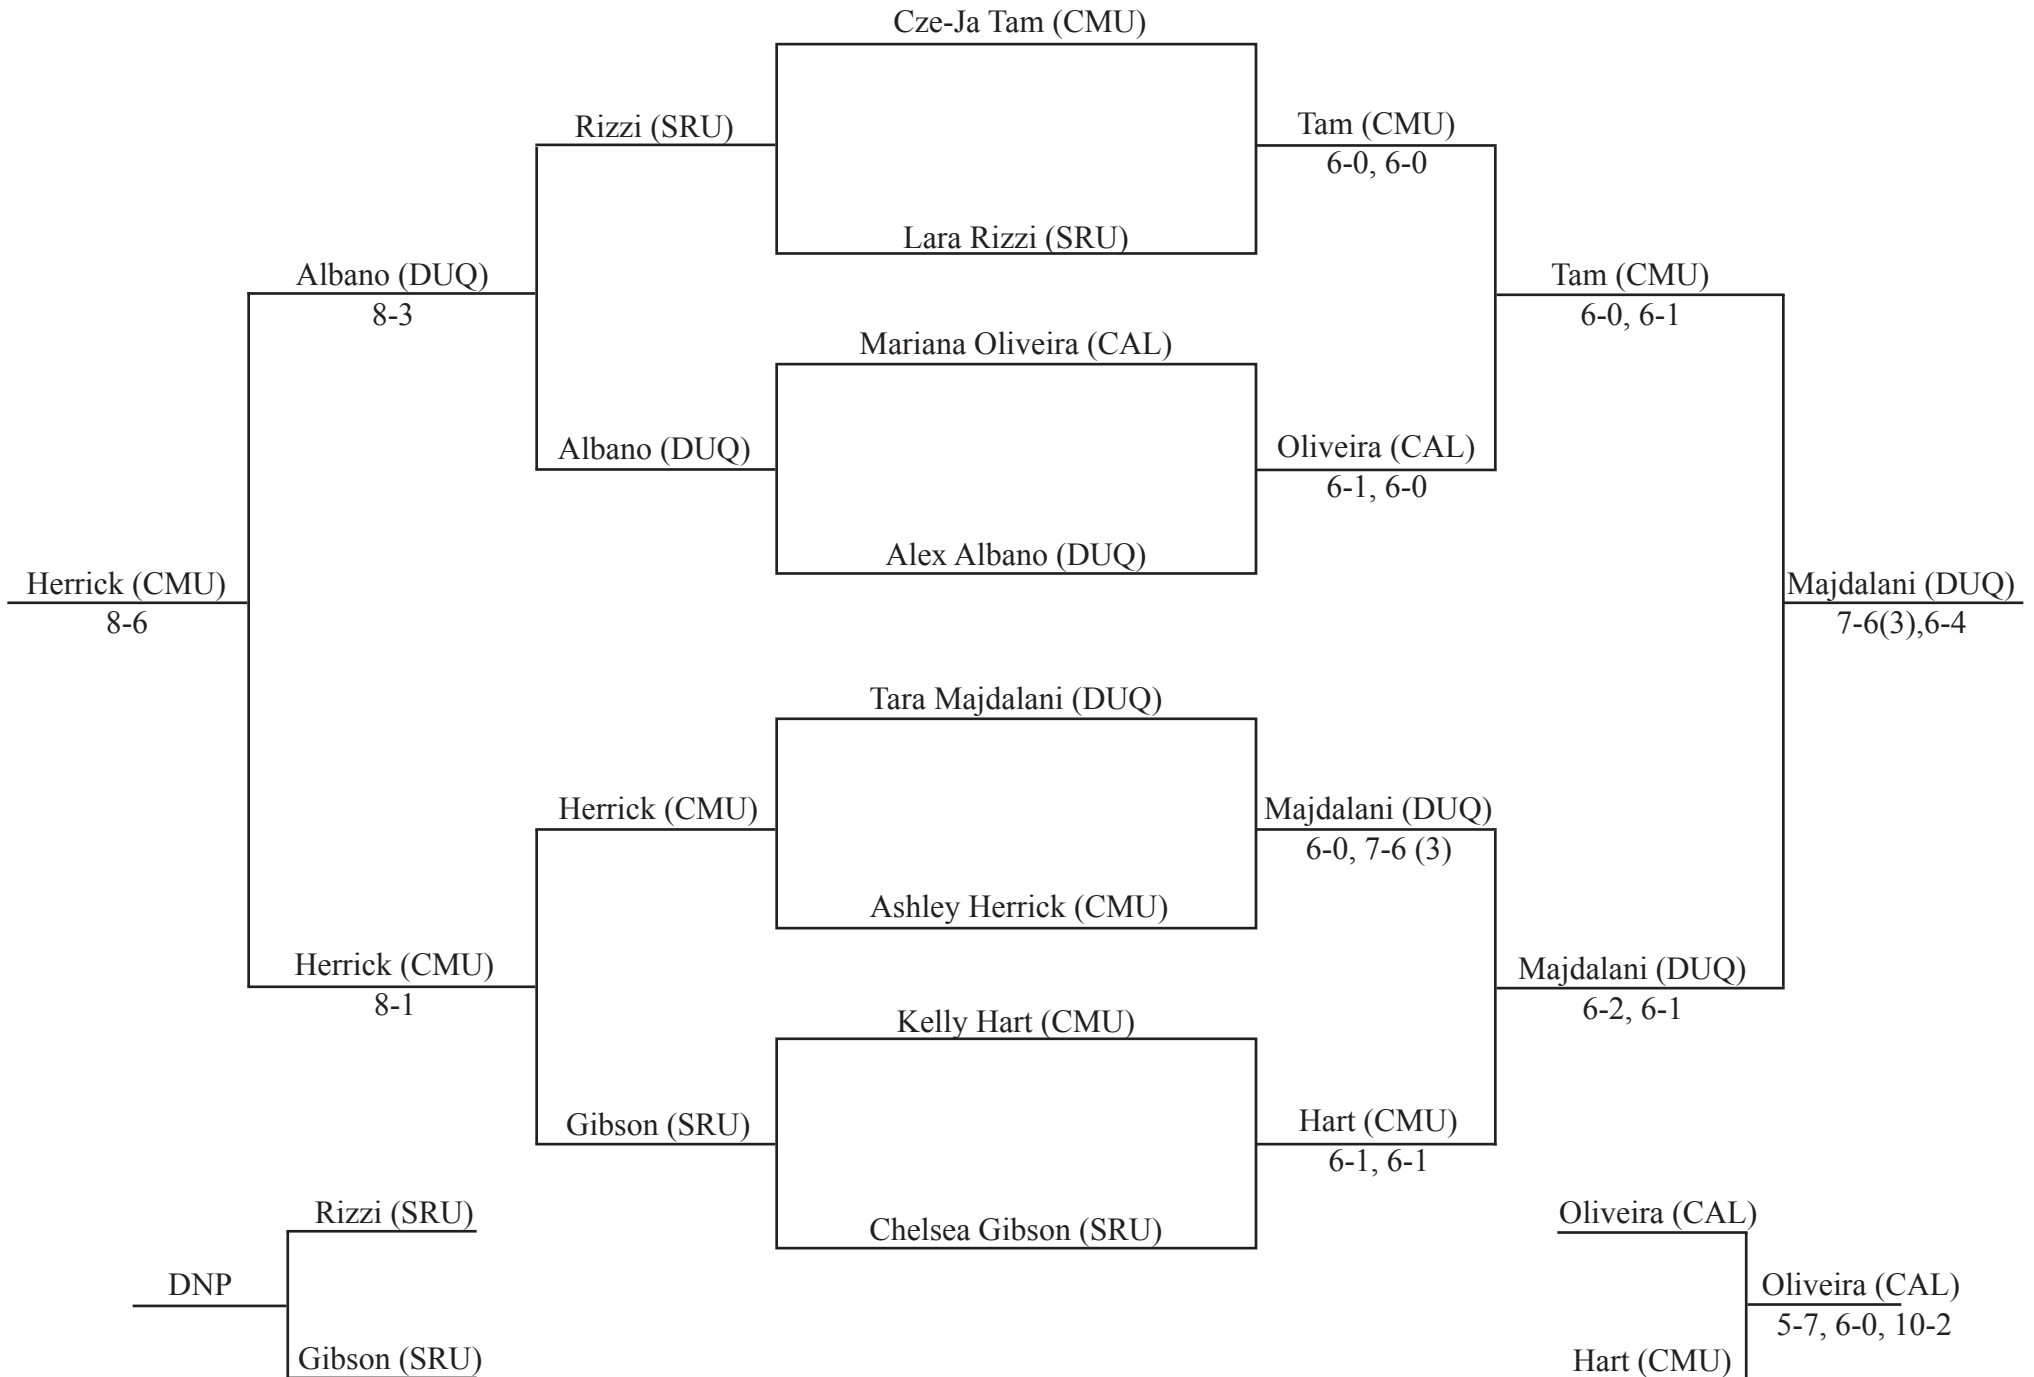 Cze-Ja Tam (CMU)
Rizzi (SRU)
Tam (CMU)
6-0, 6-0
Lara Rizzi (SRU)
Albano (DUQ)
8-3
Tam (CMU)
6-0, 6-1
Mariana Oliveira (CAL)
Albano (DUQ)
Oliveira (CAL)
6-1, 6-0
Alex Albano (DUQ)
Herrick (CMU)
8-6
Majdalani (DUQ)
7-6(3),6-4
Tara Majdalani (DUQ)
Herrick (CMU)
Majdalani (DUQ)
6-0, 7-6 (3)
Ashley Herrick (CMU)
Herrick (CMU)
8-1
Majdalani (DUQ)
6-2, 6-1
Kelly Hart (CMU)
Gibson (SRU)
Hart (CMU)
6-1, 6-1
Chelsea Gibson (SRU)
Rizzi (SRU)
DNP
Gibson (SRU)
Oliveira (CAL)
Oliveira (CAL)
5-7, 6-0, 10-2
Hart (CMU)